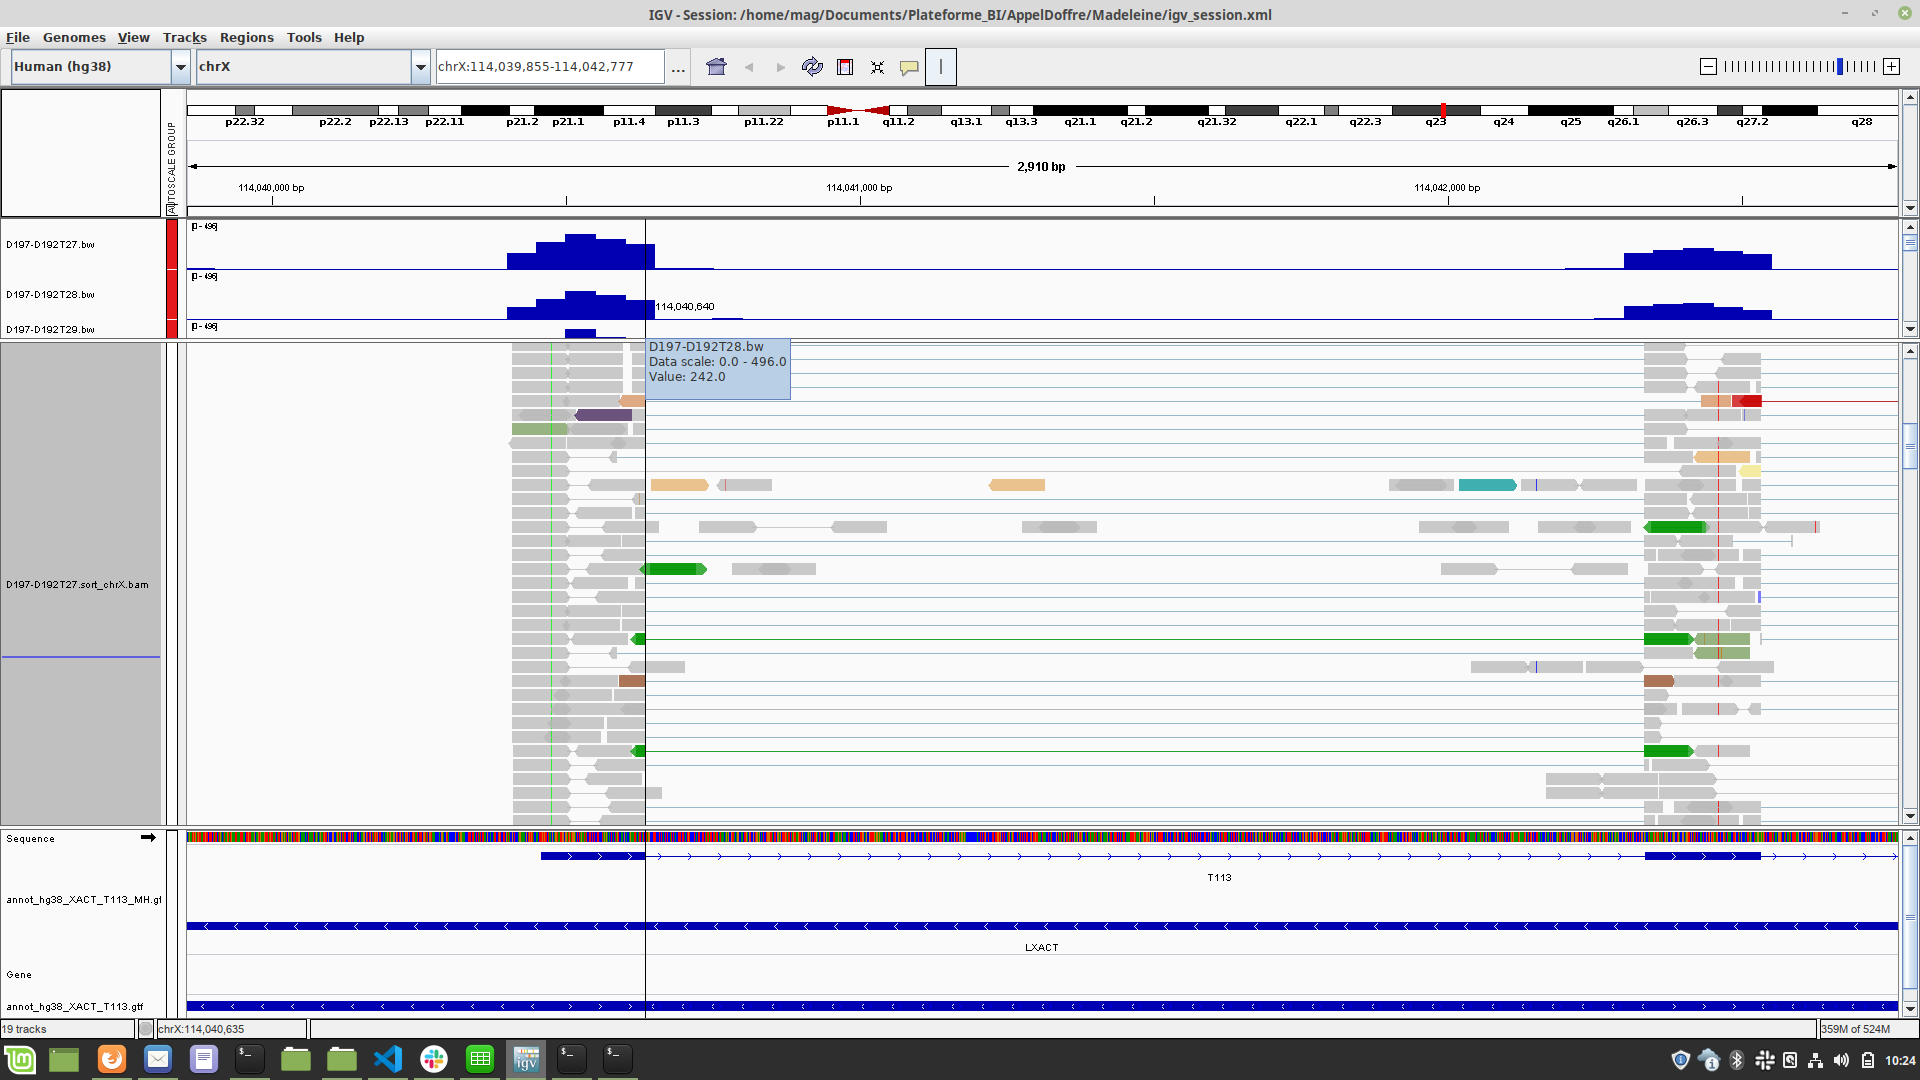 IGV - Session: /home/mag/Documents/Plateforme_BI/AppelDoffre/Madeleine/igv_session.xml
File Genomes View Tracks Regions Tools Help
Human (hg38) chrX chrX:114,039,855-114,042,777 ...
p22.32 p22.2 p22.13 p22.11 p21.2 p21.1 p11.4 p11.3 p11.22 p11.1 q11.2 q13.1 q13.3 q21.1 q21.2 q21.32 q22.1 q22.3 q23 q24 q25 q26.1 q26.3 q27.2 q28
AUTOSCALE GROUP
2,910 bp
114,040,000 bp 114,041,000 bp 114,042,000 bp
[0 - 496]
D197-D192T27.bw
[0 - 496]
D197-D192T28.bw
114,040,640
[0 - 496]
D197-D192T29.bw
D197-D192T28.bw
Data scale: 0.0 - 496.0
Value: 242.0
D197-D192T27.sort_chrX.bam
Sequence
T113
annot_hg38_XACT_T113_MH.gt
LXACT
Gene
annot_hg38_XACT_T113.gtf
19 tracks chrX:114,040,635 359M of 524M
$_ igv $_ $_ 10:24